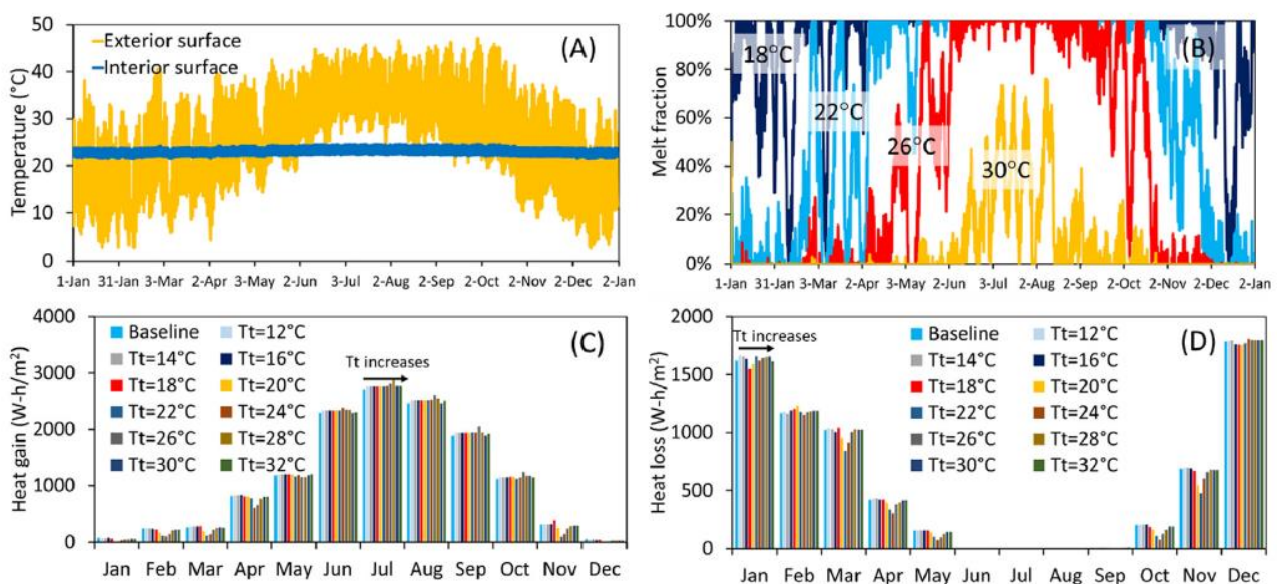 (A)
Exterior surface
Interior surface
Temperature (°C)
50
40
30
20
10
0
1-Jan 31-Jan 3-Mar 2-Apr 3-May 2-Jun 3-Jul 2-Aug 2-Sep 2-Oct 2-Nov 2-Dec 2-Jan
(B)
18°C
22°C
26°C
30°C
Melt fraction
100%
80%
60%
40%
20%
0%
1-Jan 31-Jan 3-Mar 2-Apr 3-May 2-Jun 3-Jul 2-Aug 2-Sep 2-Oct 2-Nov 2-Dec 2-Jan
(C)
Baseline Tt=12°C
Tt=14°C Tt=16°C
Tt=18°C Tt=20°C
Tt=22°C Tt=24°C
Tt=26°C Tt=28°C
Tt=30°C Tt=32°C
Tt increases
Heat gain (W-h/m²)
4000
3000
2000
1000
0
Jan Feb Mar Apr May Jun Jul Aug Sep Oct Nov Dec
(D)
Tt increases
Baseline Tt=12°C
Tt=14°C Tt=16°C
Tt=18°C Tt=20°C
Tt=22°C Tt=24°C
Tt=26°C Tt=28°C
Tt=30°C Tt=32°C
Heat loss (W-h/m²)
2000
1500
1000
500
0
Jan Feb Mar Apr May Jun Jul Aug Sep Oct Nov Dec